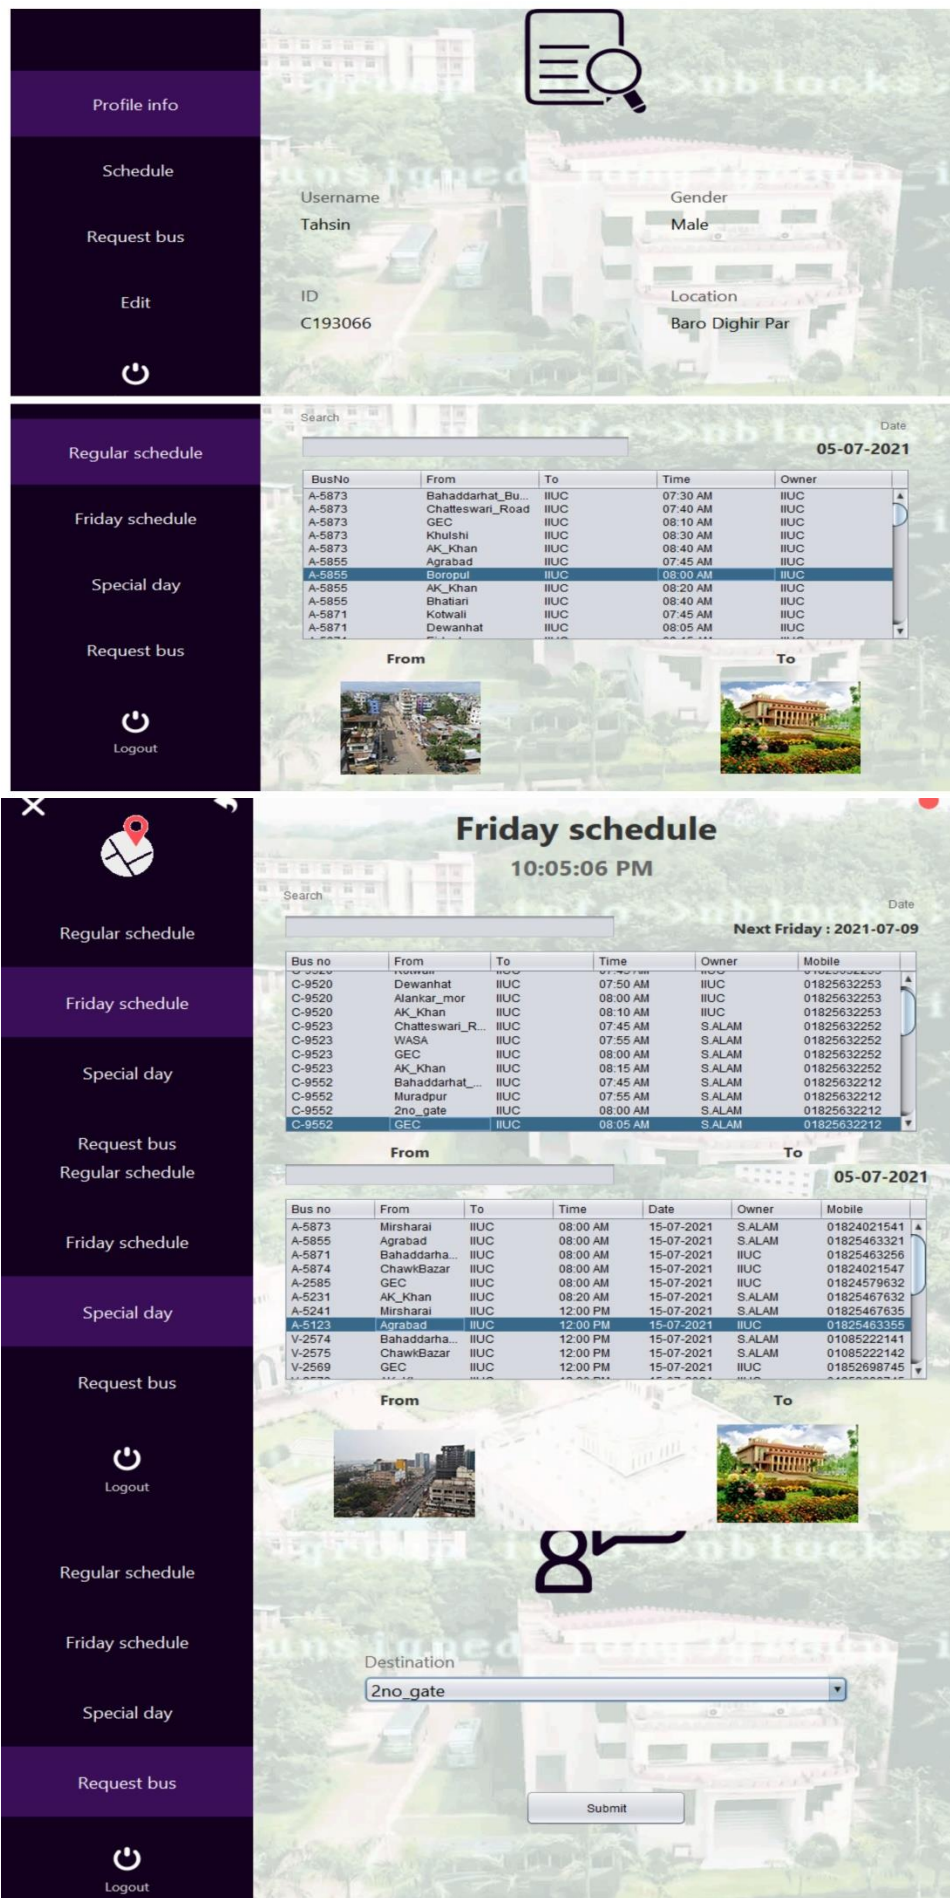 Profile info
Schedule
Request bus
Edit
Username
Tahsin
Gender
Male
ID
C193066
Location
Baro Dighir Par
Regular schedule
Friday schedule
Special day
Request bus
Logout
Search
Date
05-07-2021
BusNo From To Time Owner
A-5873 Bahaddarhat_Bu... IIUC 07:30 AM IIUC
A-5873 Chatteswari_Road IIUC 07:40 AM IIUC
A-5873 GEC IIUC 08:10 AM IIUC
A-5873 Khulshi IIUC 08:30 AM IIUC
A-5873 AK_Khan IIUC 08:40 AM IIUC
A-5855 Agrabad IIUC 07:45 AM IIUC
A-5855 Boropul IIUC 08:00 AM IIUC
A-5855 AK_Khan IIUC 08:20 AM IIUC
A-5855 Bhatiari IIUC 08:40 AM IIUC
A-5871 Kotwali IIUC 07:45 AM IIUC
A-5871 Dewanhat IIUC 08:05 AM IIUC
From To
Regular schedule
Friday schedule
Special day
Request bus
Friday schedule
10:05:06 PM
Search
Date
Next Friday : 2021-07-09
Bus no From To Time Owner Mobile
C-9520 Dewanhat IIUC 07:50 AM IIUC 01825632253
C-9520 Alankar_mor IIUC 08:00 AM IIUC 01825632253
C-9520 AK_Khan IIUC 08:10 AM IIUC 01825632253
C-9523 Chatteswari_R... IIUC 07:45 AM S.ALAM 01825632252
C-9523 WASA IIUC 07:55 AM S.ALAM 01825632252
C-9523 GEC IIUC 08:00 AM S.ALAM 01825632252
C-9523 AK_Khan IIUC 08:15 AM S.ALAM 01825632252
C-9552 Bahaddarhat_... IIUC 07:45 AM S.ALAM 01825632212
C-9552 Muradpur IIUC 07:55 AM S.ALAM 01825632212
C-9552 2no_gate IIUC 08:00 AM S.ALAM 01825632212
C-9552 GEC IIUC 08:05 AM S.ALAM 01825632212
From To
Regular schedule
Friday schedule
Special day
Request bus
Logout
05-07-2021
Bus no From To Time Date Owner Mobile
A-5873 Mirsharai IIUC 08:00 AM 15-07-2021 S.ALAM 01824021541
A-5855 Agrabad IIUC 08:00 AM 15-07-2021 S.ALAM 01825463321
A-5871 Bahaddarha... IIUC 08:00 AM 15-07-2021 IIUC 01825463256
A-5874 ChawkBazar IIUC 08:00 AM 15-07-2021 IIUC 01824021547
A-2585 GEC IIUC 08:00 AM 15-07-2021 IIUC 01824579632
A-5231 AK_Khan IIUC 08:20 AM 15-07-2021 S.ALAM 01825467632
A-5241 Mirsharai IIUC 12:00 PM 15-07-2021 S.ALAM 01825467635
A-5123 Agrabad IIUC 12:00 PM 15-07-2021 IIUC 01825463355
V-2574 Bahaddarha... IIUC 12:00 PM 15-07-2021 S.ALAM 01085222141
V-2575 ChawkBazar IIUC 12:00 PM 15-07-2021 S.ALAM 01085222142
V-2569 GEC IIUC 12:00 PM 15-07-2021 IIUC 01852698745
From To
Regular schedule
Friday schedule
Special day
Request bus
Logout
Destination
2no_gate
Submit